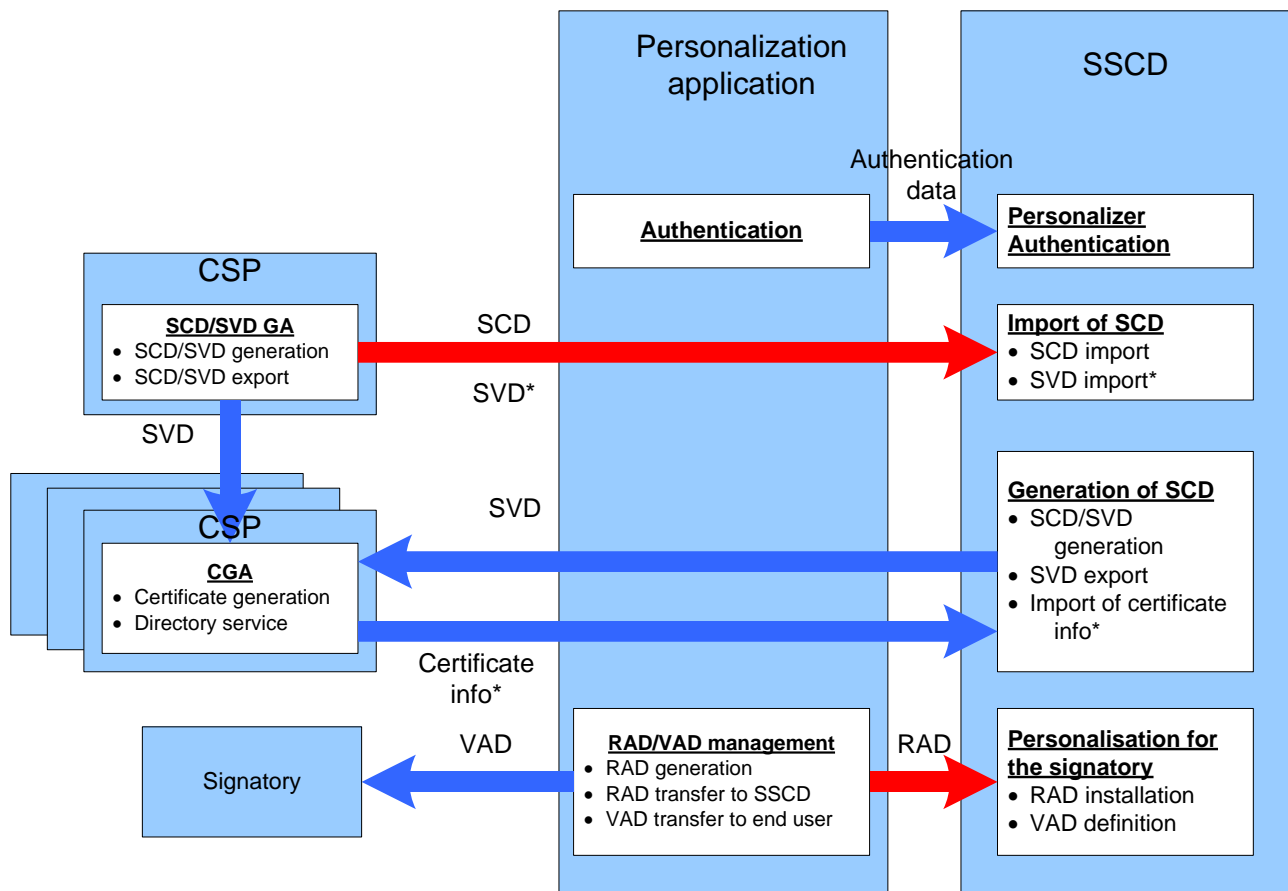 Personalization
application
SSCD
Authentication
data
Authentication
Personalizer
Authentication
CSP
SCD/SVD GA
• SCD/SVD generation
• SCD/SVD export
SCD
SVD*
Import of SCD
• SCD import
• SVD import*
SVD
CSP
CGA
• Certificate generation
• Directory service
SVD
Generation of SCD
• SCD/SVD
generation
• SVD export
• Import of certificate
info*
Certificate
info*
Signatory
VAD
RAD/VAD management
• RAD generation
• RAD transfer to SSCD
• VAD transfer to end user
RAD
Personalisation for
the signatory
• RAD installation
• VAD definition